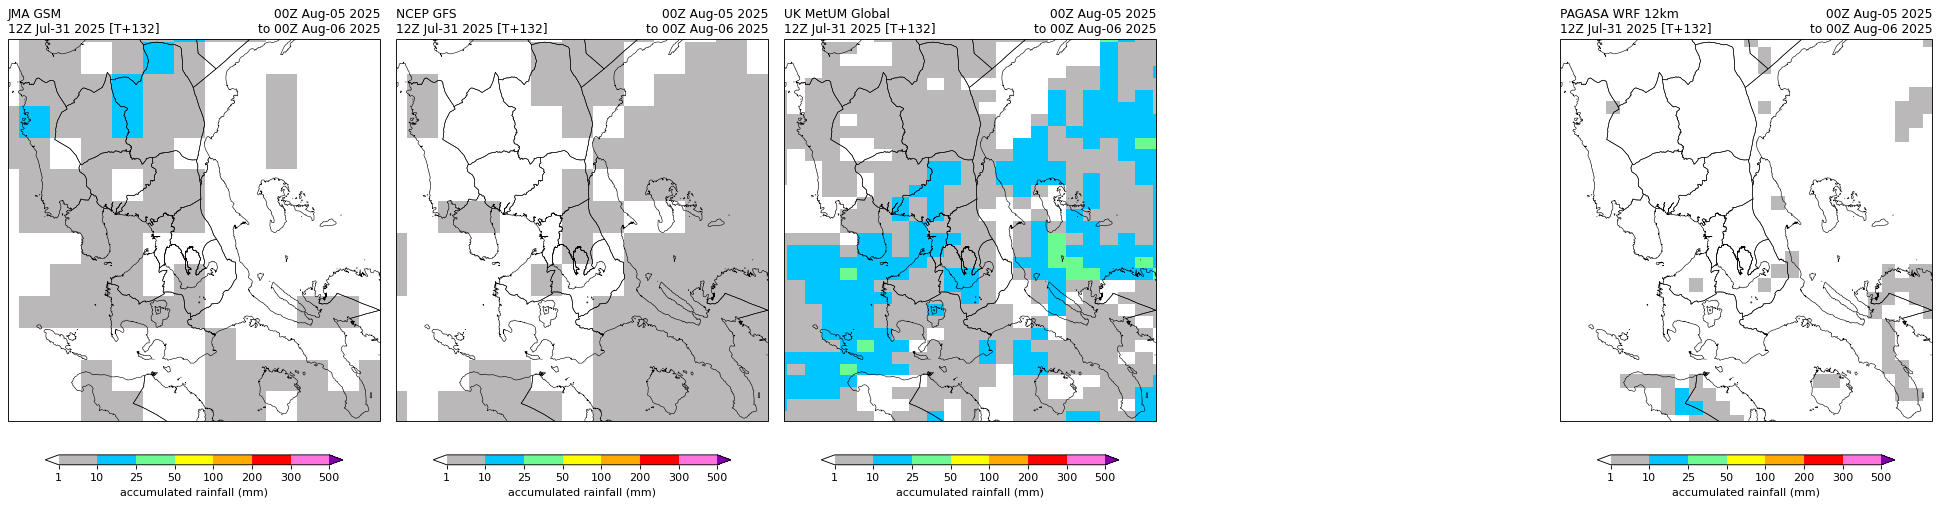 JMA GSM 00Z Aug-05 2025
12Z Jul-31 2025 [T+132] to 00Z Aug-06 2025
1 10 25 50 100 200 300 500
accumulated rainfall (mm)
NCEP GFS 00Z Aug-05 2025
12Z Jul-31 2025 [T+132] to 00Z Aug-06 2025
1 10 25 50 100 200 300 500
accumulated rainfall (mm)
UK MetUM Global 00Z Aug-05 2025
12Z Jul-31 2025 [T+132] to 00Z Aug-06 2025
1 10 25 50 100 200 300 500
accumulated rainfall (mm)
PAGASA WRF 12km 00Z Aug-05 2025
12Z Jul-31 2025 [T+132] to 00Z Aug-06 2025
1 10 25 50 100 200 300 500
accumulated rainfall (mm)